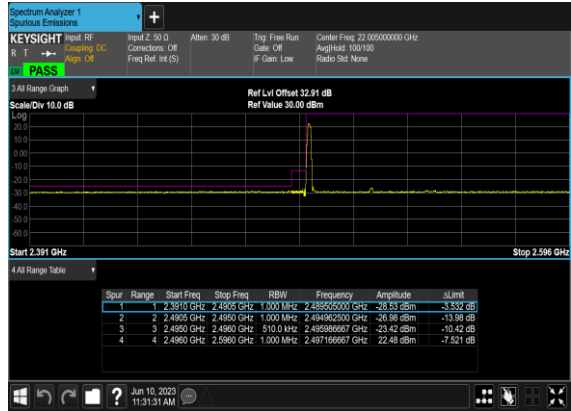 Spectrum Analyzer 1
Spurious Emissions
KEYSIGHT Input: RF
R T Coupling: DC
Align: Off
Input Z: 50 Ω
Corrections: Off
Freq Ref: Int (S)
Atten: 30 dB
Trig: Free Run
Gate: Off
IF Gain: Low
Center Freq: 22.005000000 GHz
Avg|Hold: 100/100
Radio Std: None
PASS
3 All Range Graph
Ref Lvl Offset 32.91 dB
Scale/Div 10.0 dB
Ref Value 30.00 dBm
Log
20.0
10.0
0.00
-10.0
-20.0
-30.0
-40.0
-50.0
-60.0
Start 2.391 GHz
Stop 2.596 GHz
4 All Range Table
Spur Range Start Freq Stop Freq RBW Frequency Amplitude ΔLimit
1 1 2.3910 GHz 2.4905 GHz 1.000 MHz 2.489505000 GHz -28.53 dBm -3.532 dB
2 2 2.4905 GHz 2.4950 GHz 1.000 MHz 2.494962500 GHz -26.98 dBm -13.98 dB
3 3 2.4950 GHz 2.4960 GHz 510.0 kHz 2.495986667 GHz -23.42 dBm -10.42 dB
4 4 2.4960 GHz 2.5960 GHz 1.000 MHz 2.497166667 GHz 22.48 dBm -7.521 dB
Jun 10, 2023
11:31:31 AM